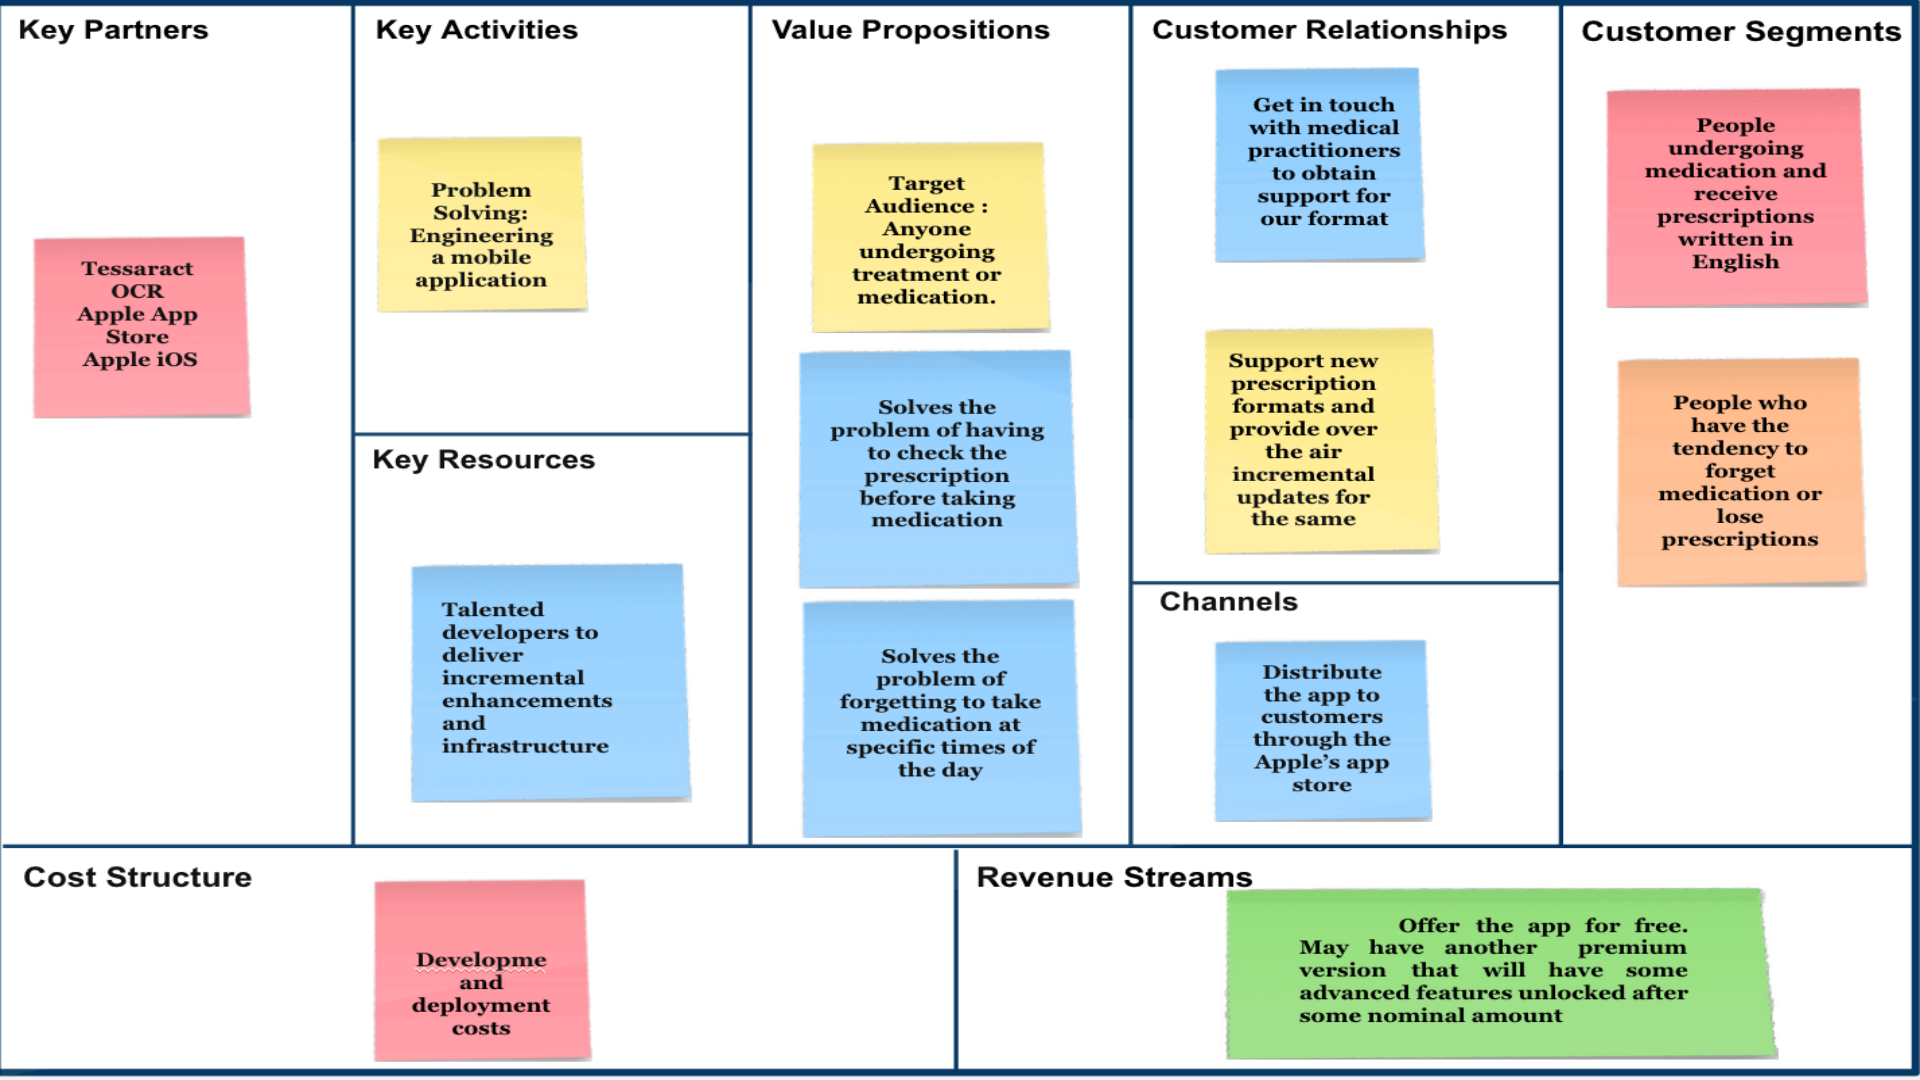 Key Partners
Tessaract
OCR
Apple App
Store
Apple iOS
Key Activities
Problem
Solving:
Engineering
a mobile
application
Key Resources
Talented
developers to
deliver
incremental
enhancements
and
infrastructure
Value Propositions
Target
Audience :
Anyone
undergoing
treatment or
medication.
Solves the
problem of having
to check the
prescription
before taking
medication
Solves the
problem of
forgetting to take
medication at
specific times of
the day
Customer Relationships
Get in touch
with medical
practitioners
to obtain
support for
our format
Support new
prescription
formats and
provide over
the air
incremental
updates for
the same
Channels
Distribute
the app to
customers
through the
Apple’s app
store
Customer Segments
People
undergoing
medication and
receive
prescriptions
written in
English
People who
have the
tendency to
forget
medication or
lose
prescriptions
Cost Structure
Developme
and
deployment
costs
Revenue Streams
Offer the app for free.
May have another premium
version that will have some
advanced features unlocked after
some nominal amount